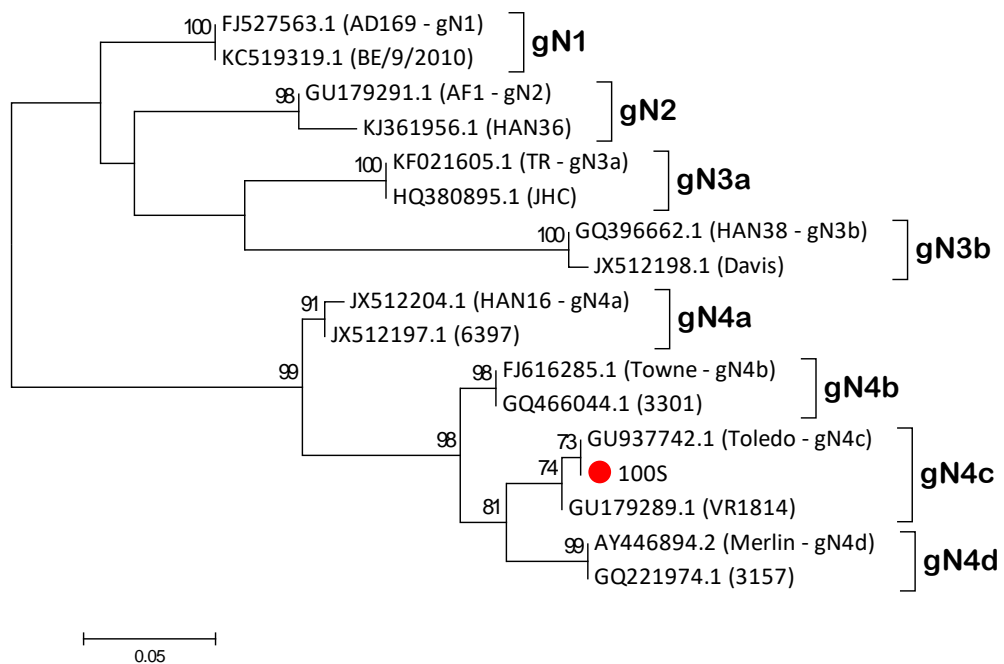 100
FJ527563.1 (AD169 - gN1)
KC519319.1 (BE/9/2010)
gN1
98
GU179291.1 (AF1 - gN2)
KJ361956.1 (HAN36)
gN2
100
KF021605.1 (TR - gN3a)
HQ380895.1 (JHC)
gN3a
100
GQ396662.1 (HAN38 - gN3b)
JX512198.1 (Davis)
gN3b
91
JX512204.1 (HAN16 - gN4a)
JX512197.1 (6397)
gN4a
99
98
FJ616285.1 (Towne - gN4b)
GQ466044.1 (3301)
gN4b
98
73
GU937742.1 (Toledo - gN4c)
74
100S
GU179289.1 (VR1814)
gN4c
81
99
AY446894.2 (Merlin - gN4d)
GQ221974.1 (3157)
gN4d
0.05